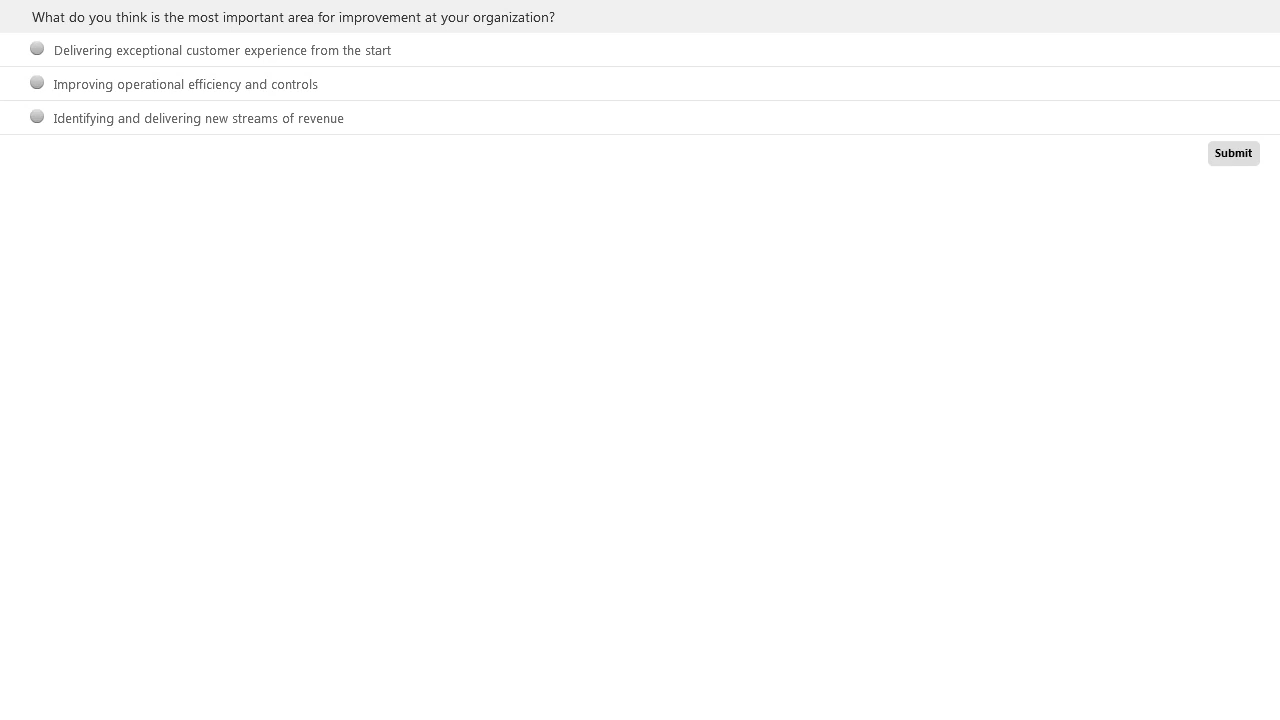 What do you think is the most important area for improvement at your organization?
Delivering exceptional customer experience from the start
Improving operational efficiency and controls
Identifying and delivering new streams of revenue
Submit